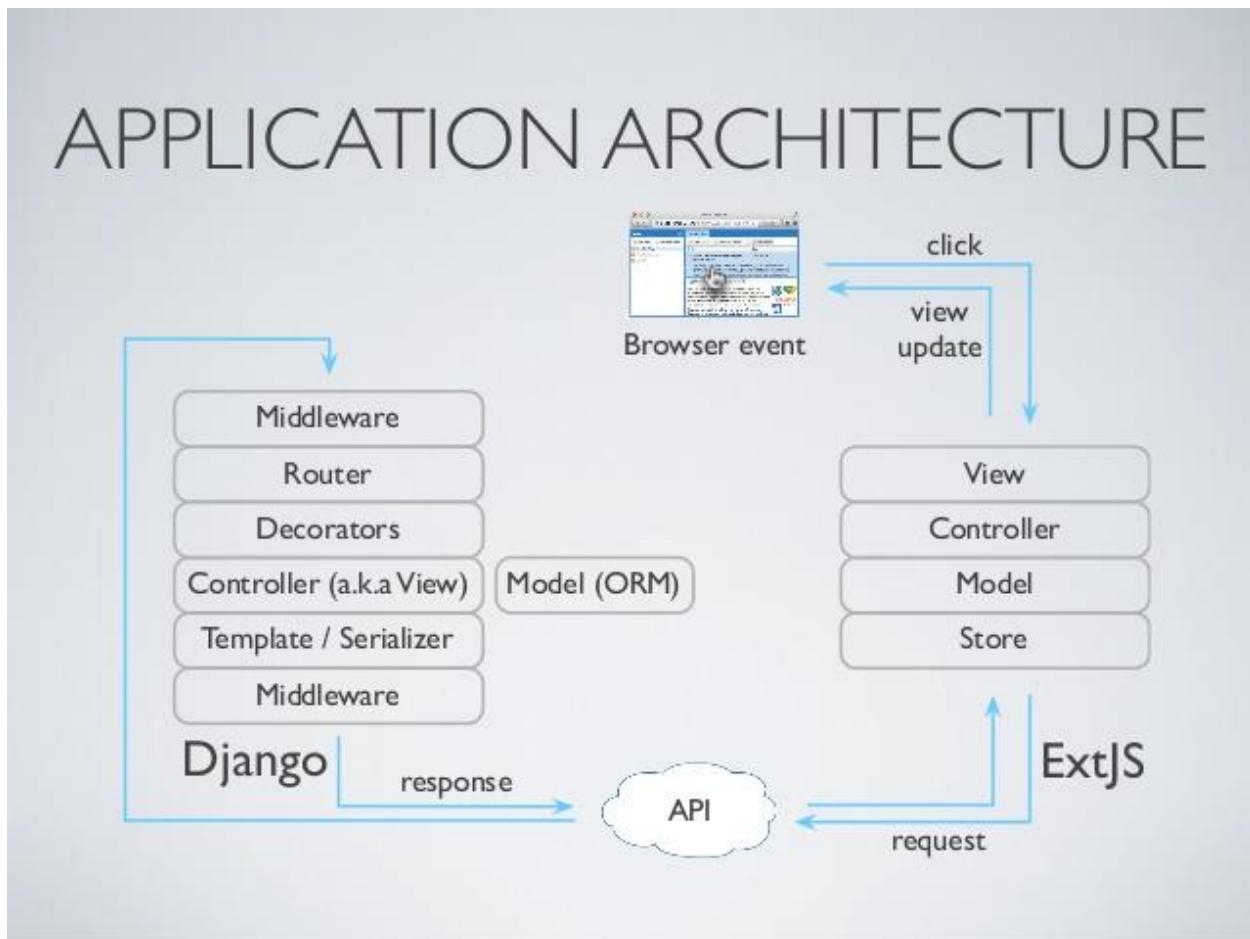 APPLICATION ARCHITECTURE
click
view
update
Browser event
Middleware
Router
Decorators
Controller (a.k.a View)
Model (ORM)
Template / Serializer
Middleware
Django
response
View
Controller
Model
Store
ExtJS
API
request